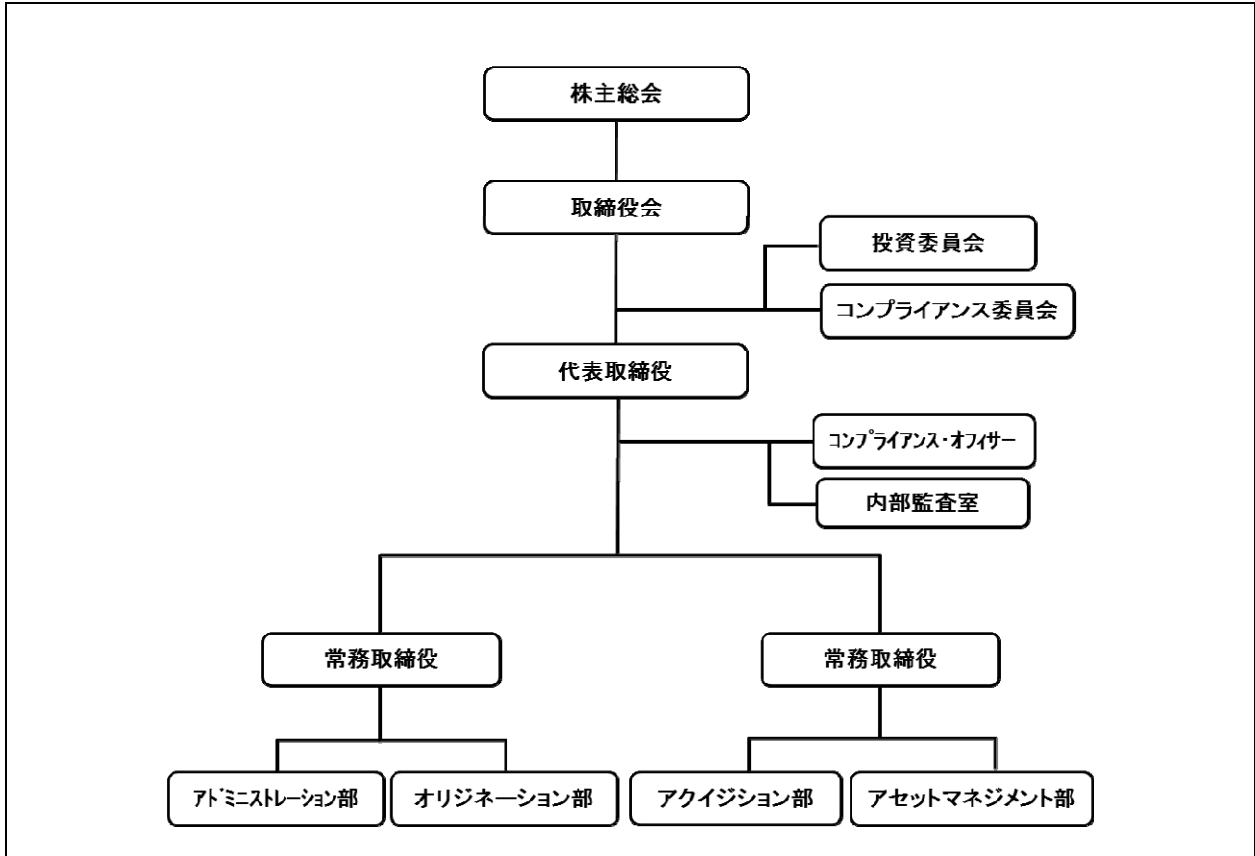 株主総会
取締役会
投資委員会
コンプライアンス委員会
代表取締役
コンプライアンス・オフィサー
内部監査室
常務取締役
常務取締役
アドミニストレーション部
オリジネーション部
アクイジション部
アセットマネジメント部